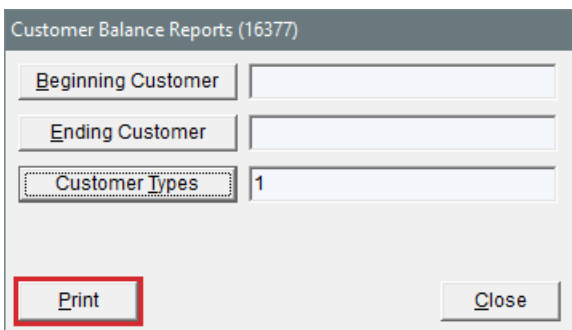 Customer Balance Reports (16377)
Beginning Customer
Ending Customer
Customer Types 1
Print Close